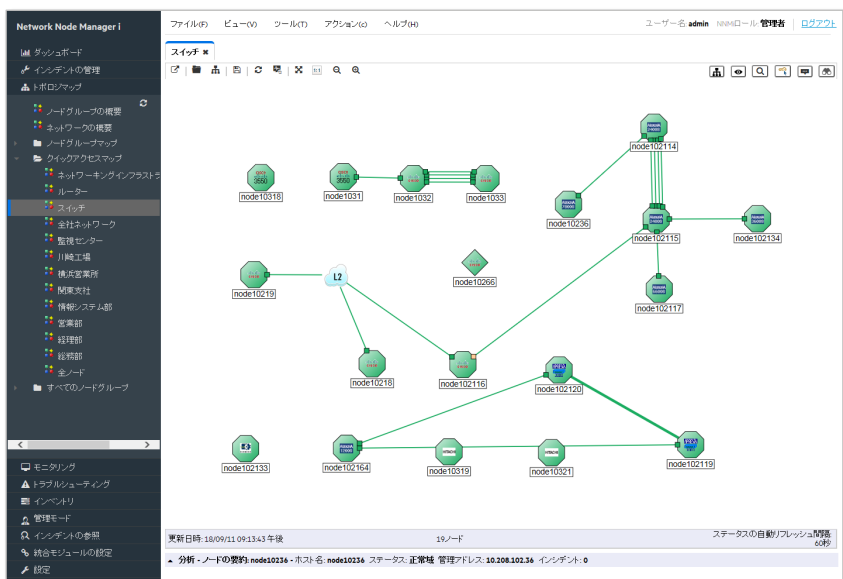 Network Node Manager i
ファイル(F) ビュー(V) ツール(T) アクション(c) ヘルプ(H)
ユーザー名 admin NNMロール 管理者 ログアウト
ダッシュボード
インシデントの管理
トポロジマップ
ノードグループの概要
ネットワークの概要
ノードグループマップ
クイックアクセスマップ
ネットワーキングインフラストラ
ルーター
スイッチ
全社ネットワーク
監視センター
川崎工場
横浜営業所
関東支社
情報システム部
営業部
経理部
総務部
全ノード
すべてのノードグループ
モニタリング
トラブルシューティング
インベントリ
管理モード
インシデントの参照
統合モジュールの設定
設定
スイッチ ×
1:1
node102114
node10318
node1031
node1032
node1033
node10236
node102115
node102134
node10266
L2
node10219
node102117
node10218
node102116
node102120
node102133
node102164
node10319
node10321
node102119
更新日時: 18/09/11 09:13:43 午後
19ノード
ステータスの自動リフレッシュ間隔:
60秒
分析 - ノードの要約: node10236 - ホスト名: node10236 ステータス: 正常域 管理アドレス: 10.208.102.36 インシデント: 0